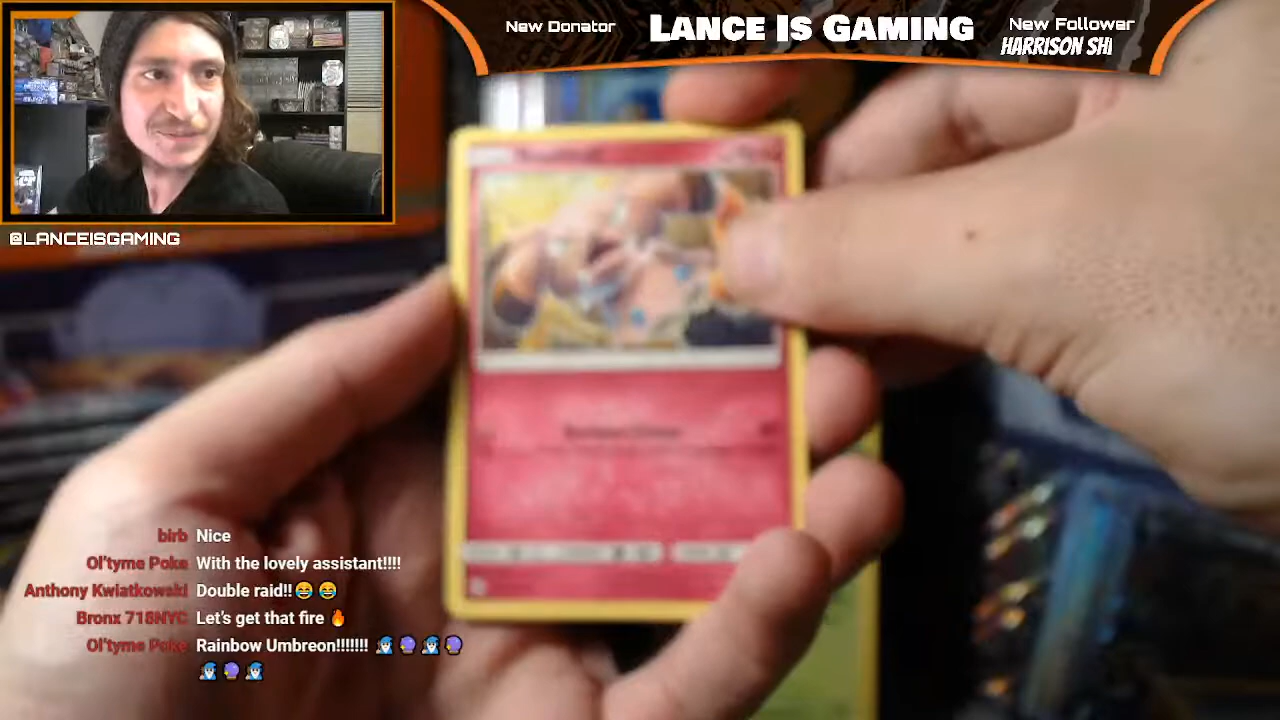 New Donator
LANCE IS GAMING
New Follower
HARRISON SHI
@LANCEISGAMING
birb Nice
Ol'tyme Poke With the lovely assistant!!!!
Anthony Kwiatkowski Double raid!!😂😂
Bronx 718NYC Let's get that fire 🔥
Ol'tyme Poke Rainbow Umbreon!!!!!!! 🧙‍♂️🔮🧙‍♂️🔮
🧙‍♂️🔮🧙‍♂️